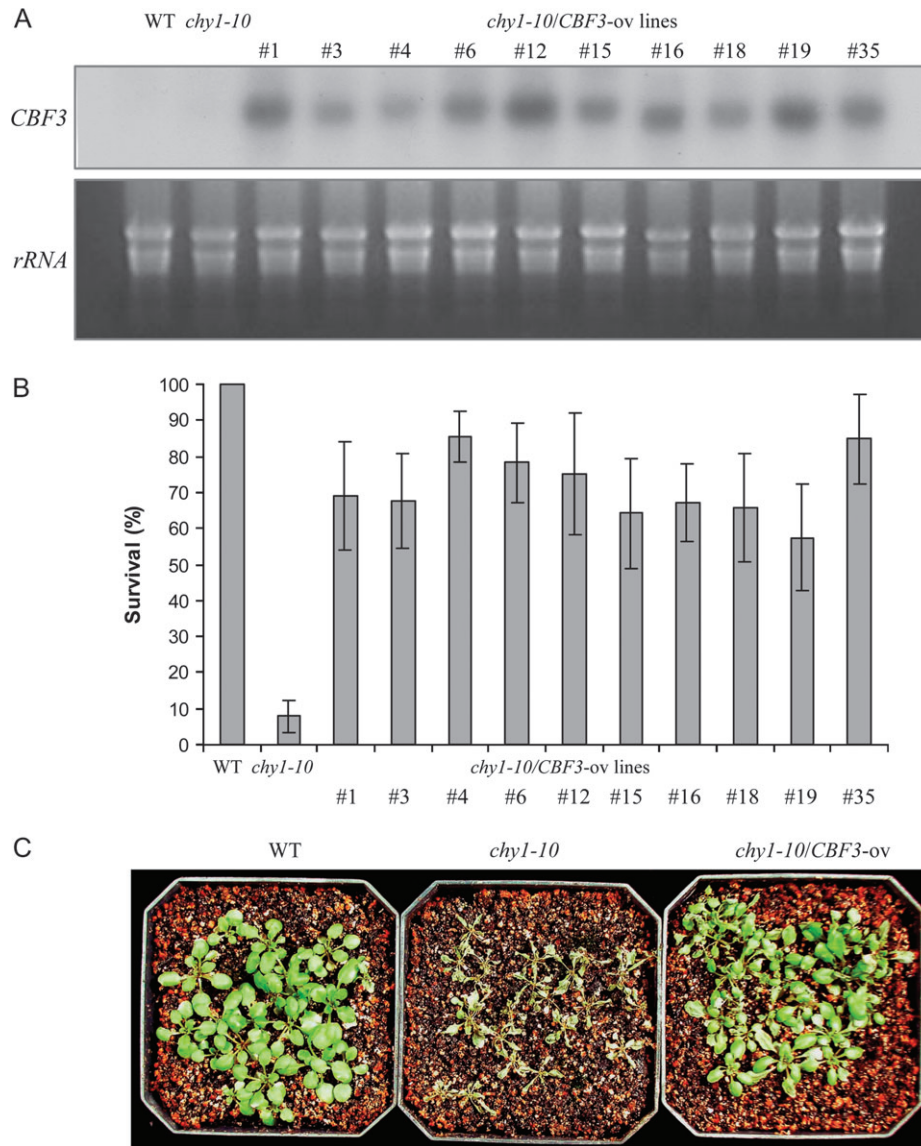 A
WT chy1-10 chy1-10/CBF3-ov lines
#1 #3 #4 #6 #12 #15 #16 #18 #19 #35
CBF3
rRNA
B
100
90
80
70
60
50
40
30
20
10
0
Survival (%)
WT chy1-10 chy1-10/CBF3-ov lines
#1 #3 #4 #6 #12 #15 #16 #18 #19 #35
C
WT chy1-10 chy1-10/CBF3-ov